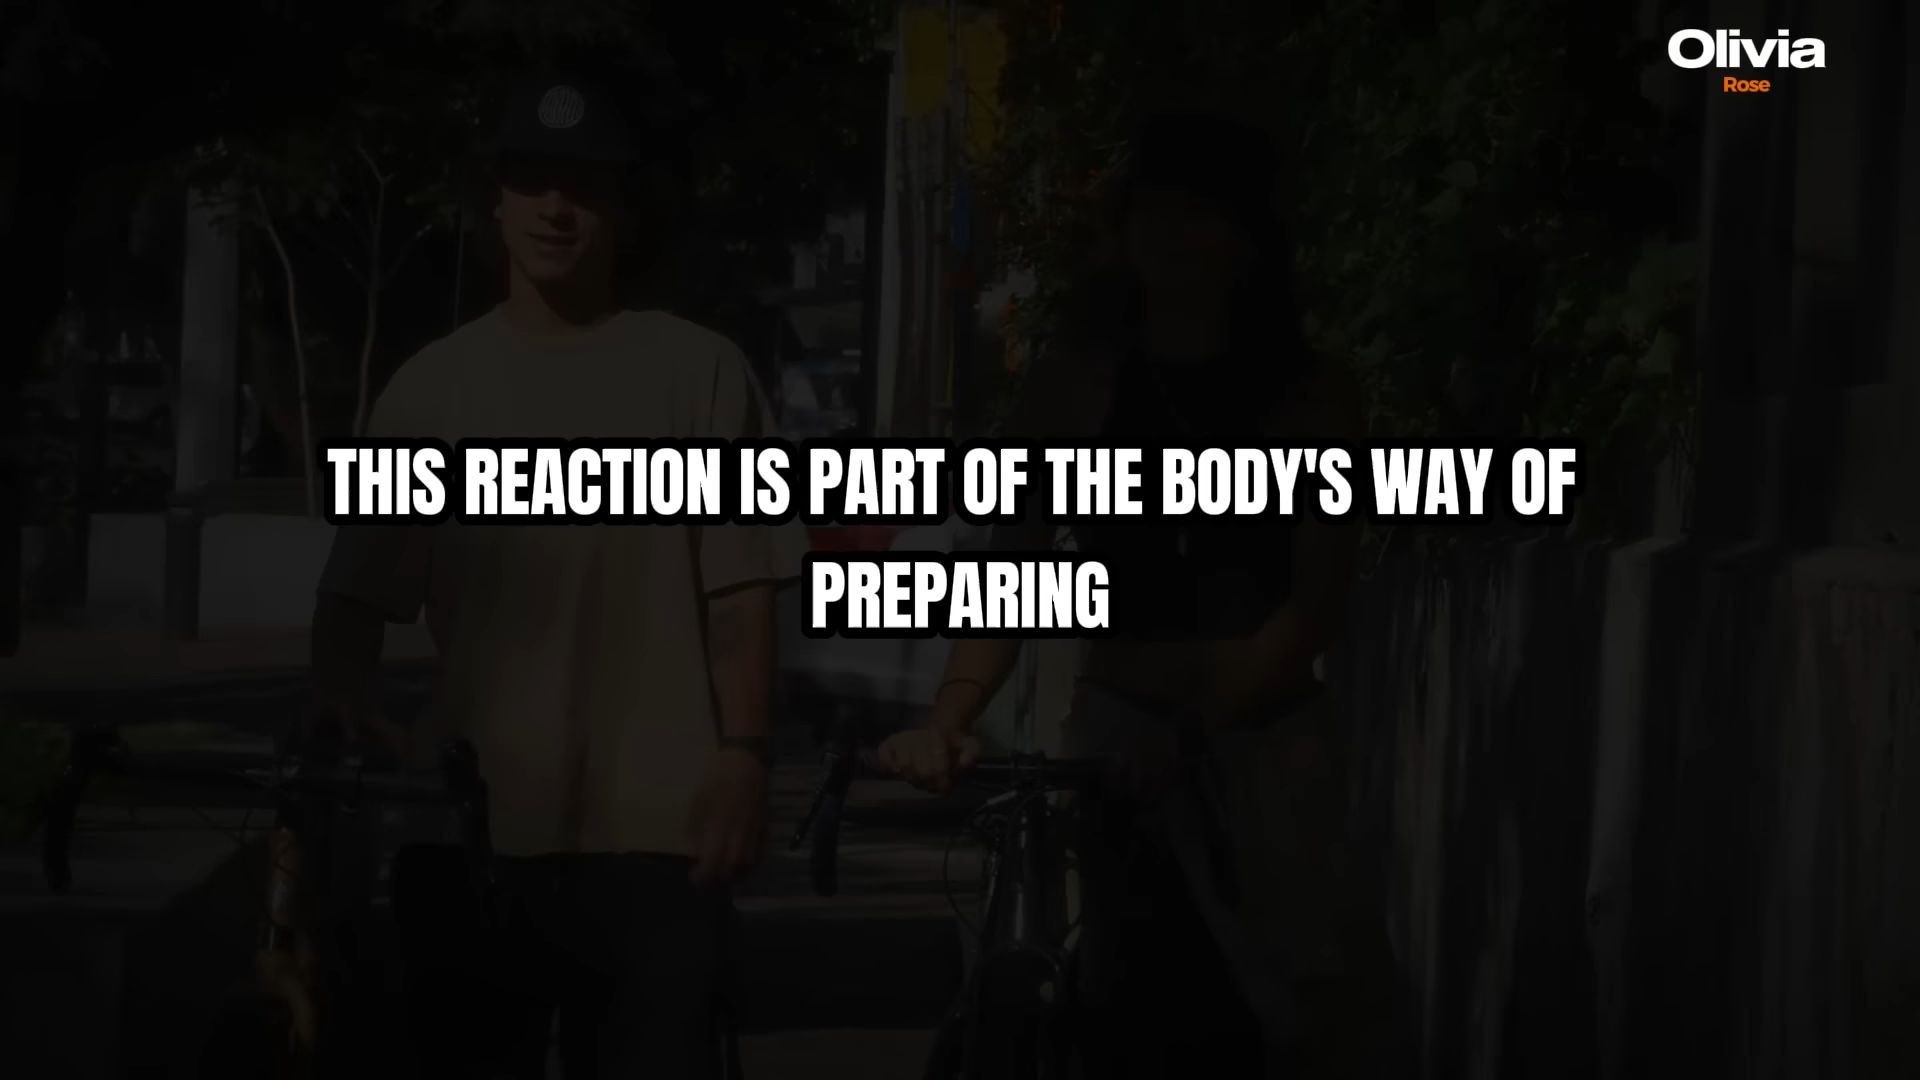 Olivia
Rose
THIS REACTION IS PART OF THE BODY'S WAY OF
PREPARING